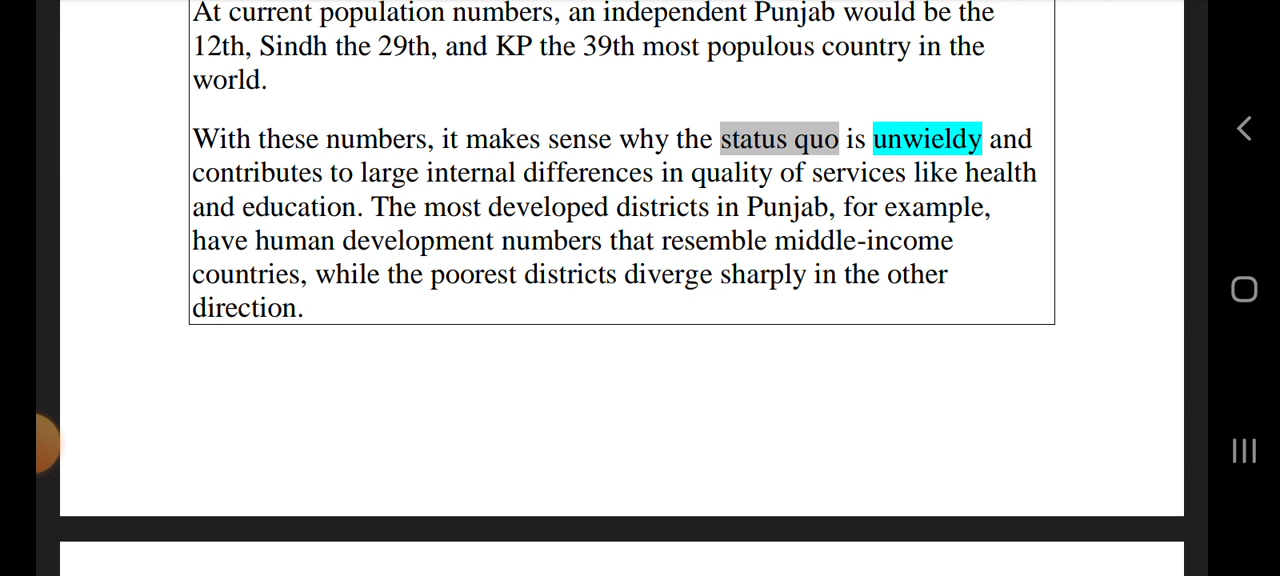 At current population numbers, an independent Punjab would be the
12th, Sindh the 29th, and KP the 39th most populous country in the
world.
With these numbers, it makes sense why the status quo is unwieldy and
contributes to large internal differences in quality of services like health
and education. The most developed districts in Punjab, for example,
have human development numbers that resemble middle-income
countries, while the poorest districts diverge sharply in the other
direction.